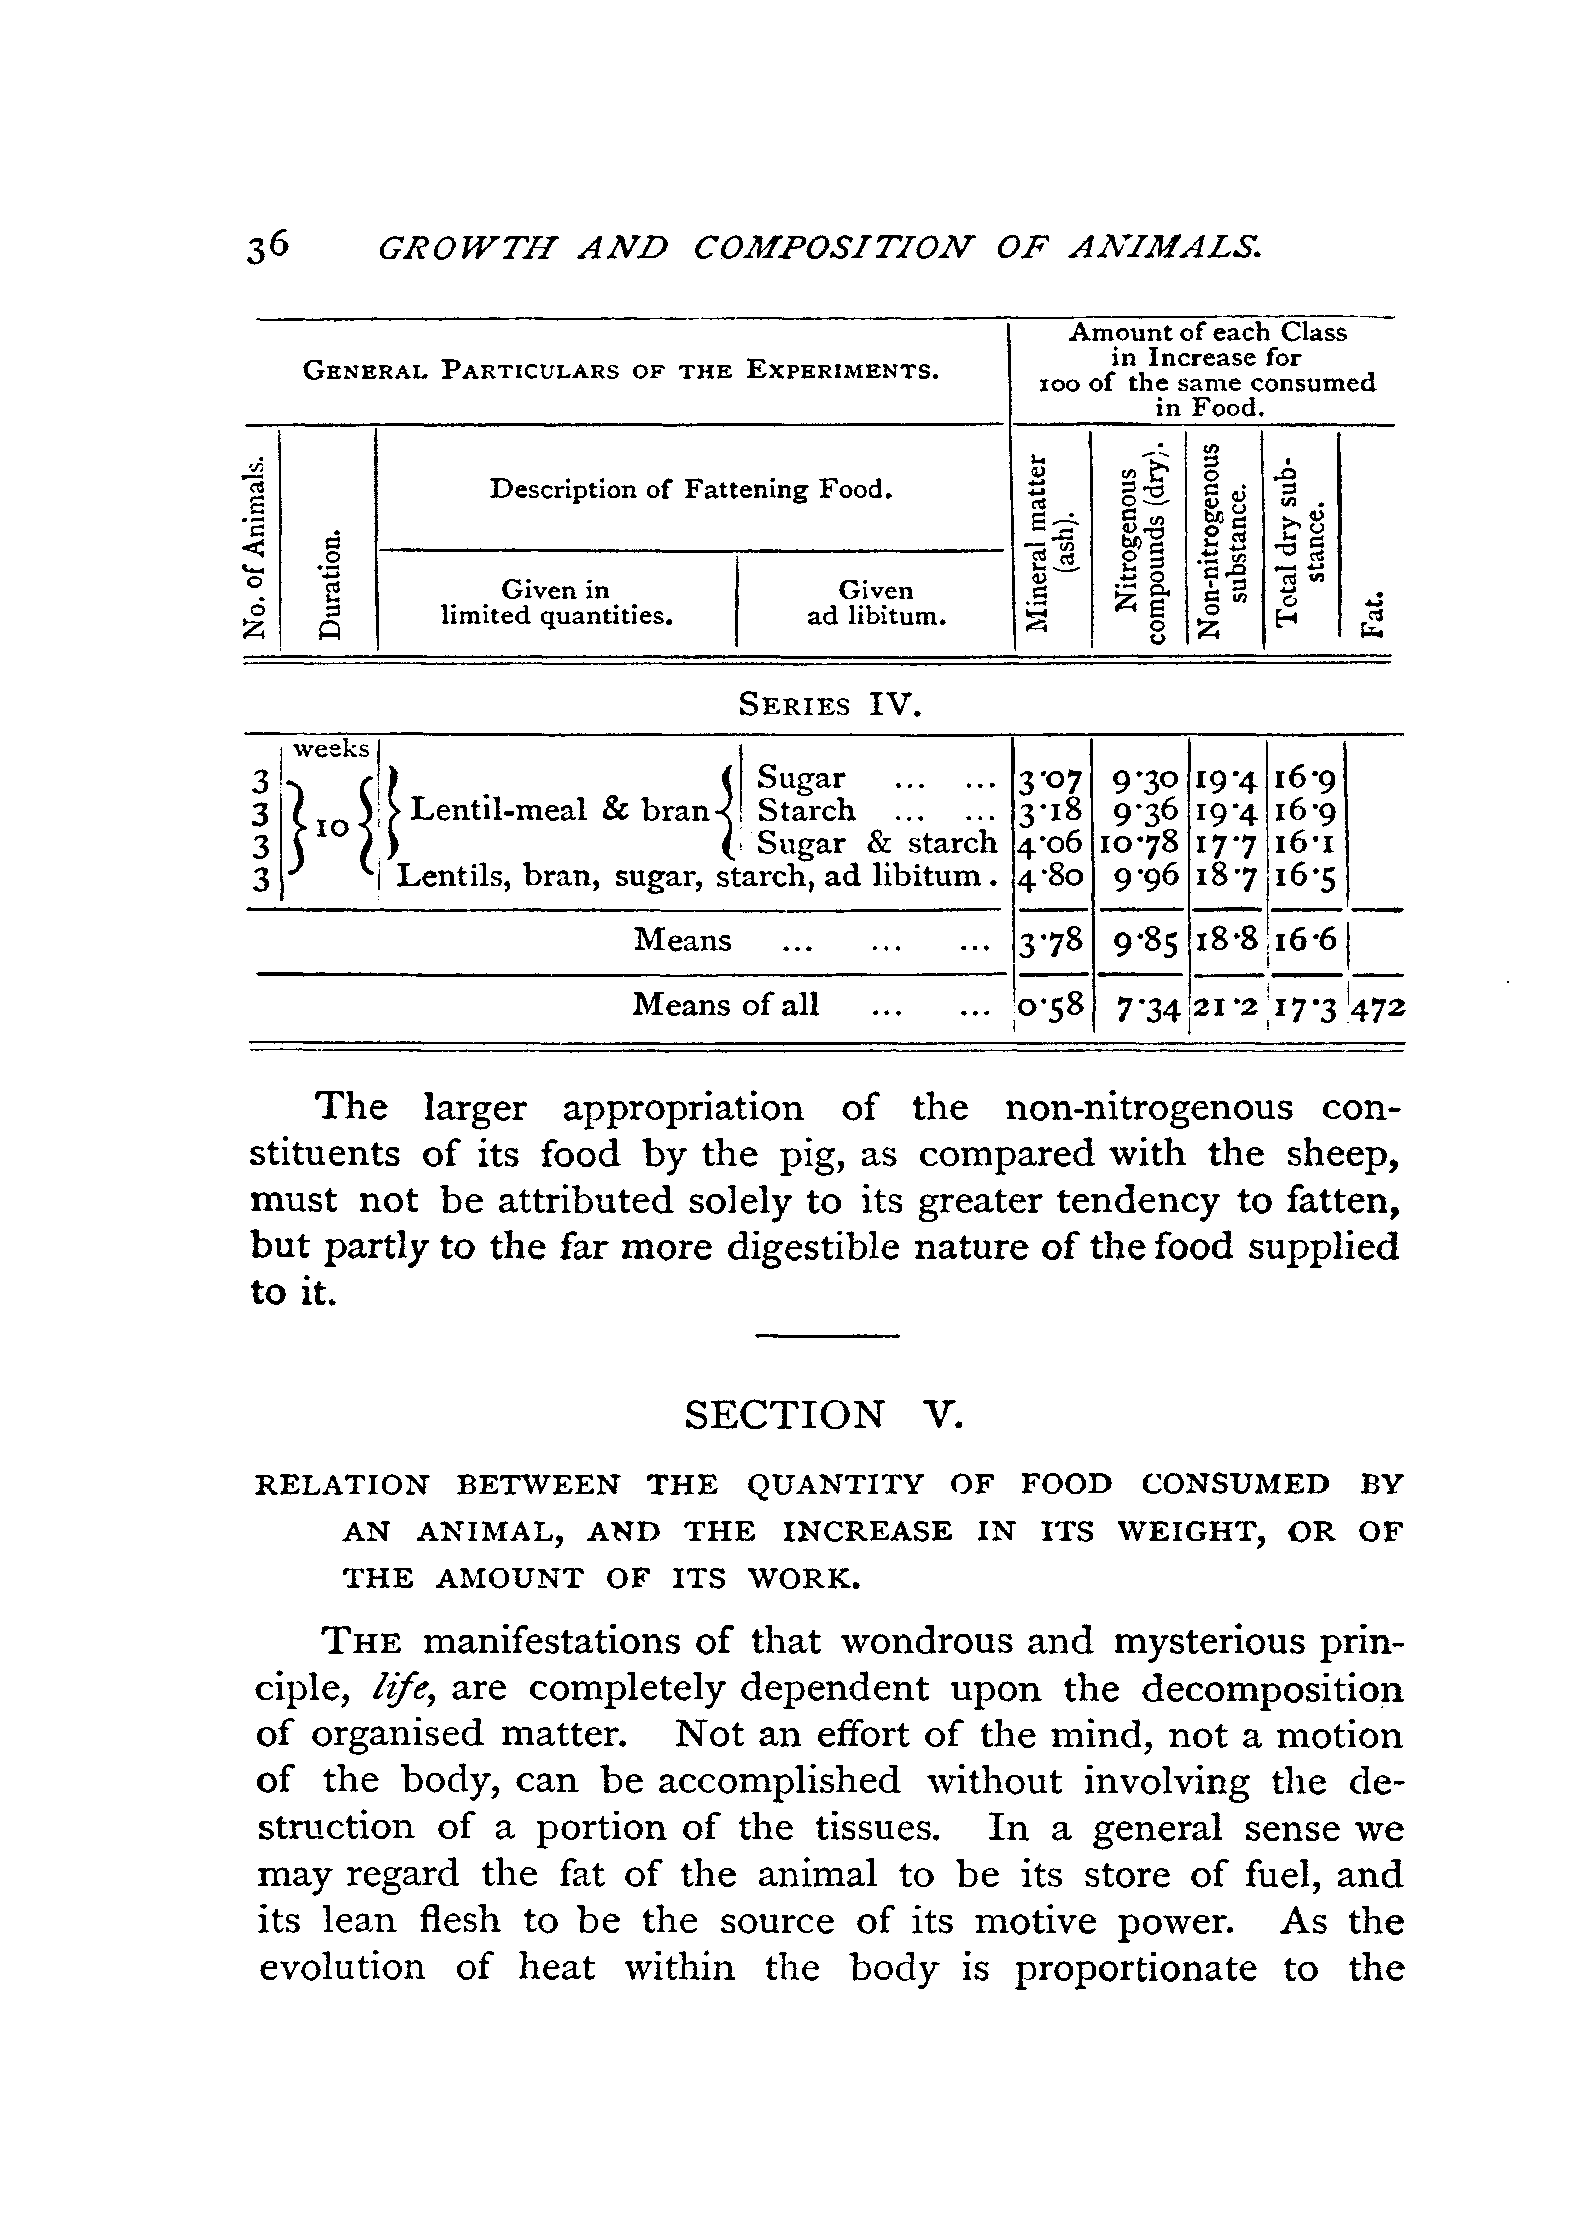 36 GROWTH AND COMPOSITION OF ANIMALS.
GENERAL PARTICULARS OF THE EXPERIMENTS.
Amount of each Class
in Increase for
100 of the same consumed
in Food.
No. of Animals.
Duration.
Description of Fattening Food.
Given in
limited quantities.
Given
ad libitum.
Mineral matter
(ash).
Nitrogenous
compounds (dry).
Non-nitrogenous
substance.
Total dry sub-
stance.
Fat.
SERIES IV.
weeks
3 Sugar ... ... 3·07 9·30 19·4 16·9
3 10 Lentil-meal & bran Starch ... ... 3·18 9·36 19·4 16·9
3 Sugar & starch 4·06 10·78 17·7 16·1
3 Lentils, bran, sugar, starch, ad libitum. 4·80 9·96 18·7 16·5
Means ... ... ... 3·78 9·85 18·8 16·6
Means of all ... ... 0·58 7·34 21·2 17·3 472
The larger appropriation of the non-nitrogenous con-
stituents of its food by the pig, as compared with the sheep,
must not be attributed solely to its greater tendency to fatten,
but partly to the far more digestible nature of the food supplied
to it.
SECTION V.
RELATION BETWEEN THE QUANTITY OF FOOD CONSUMED BY
AN ANIMAL, AND THE INCREASE IN ITS WEIGHT, OR OF
THE AMOUNT OF ITS WORK.
THE manifestations of that wondrous and mysterious prin-
ciple, life, are completely dependent upon the decomposition
of organised matter. Not an effort of the mind, not a motion
of the body, can be accomplished without involving the de-
struction of a portion of the tissues. In a general sense we
may regard the fat of the animal to be its store of fuel, and
its lean flesh to be the source of its motive power. As the
evolution of heat within the body is proportionate to the